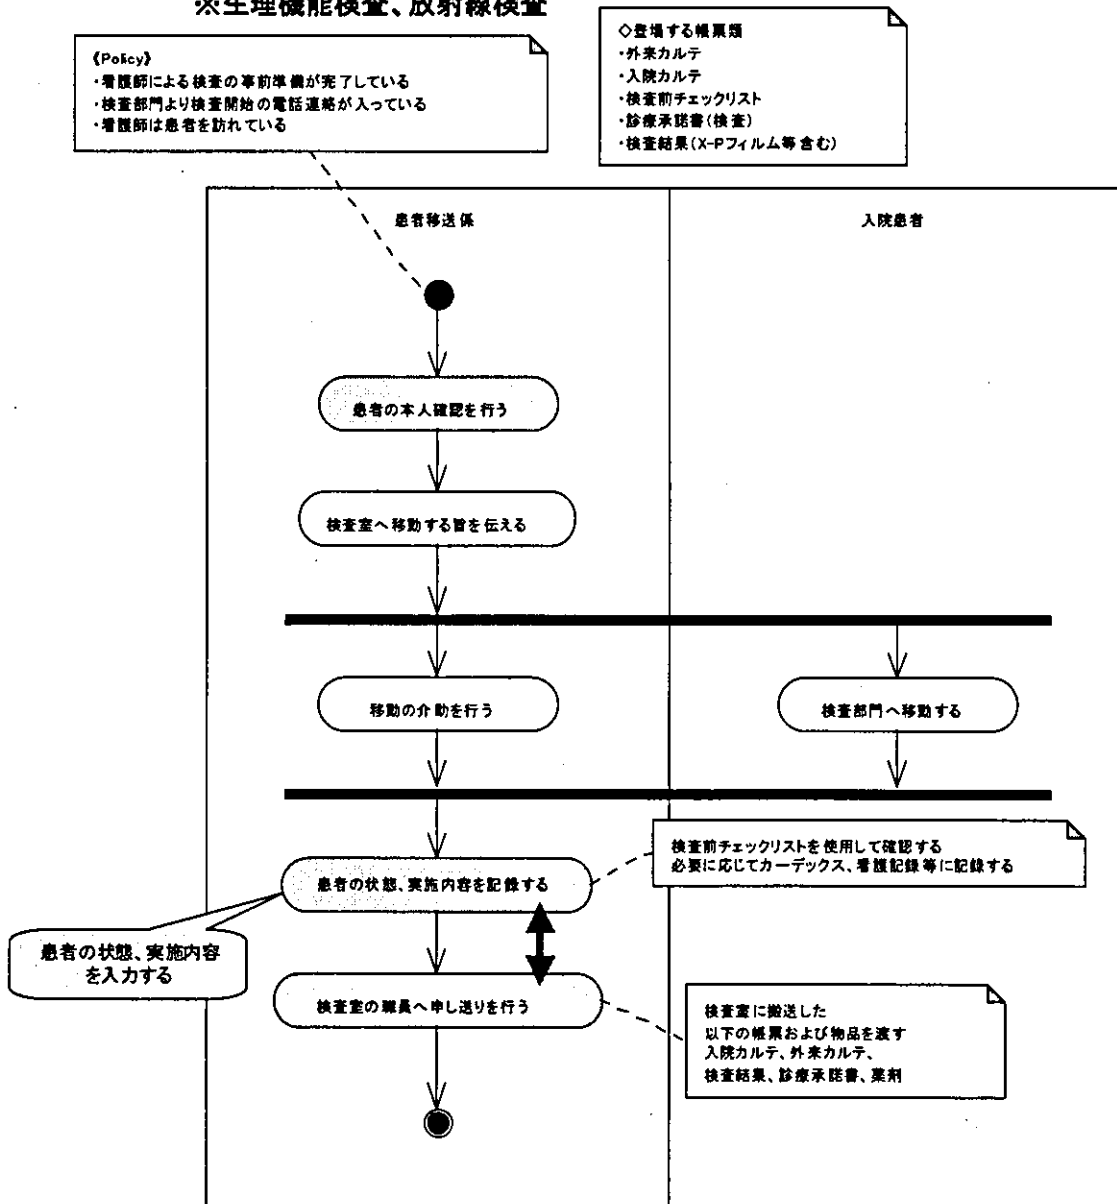 ※生理機能検査、放射線検査
《Policy》
・看護師による検査の事前準備が完了している
・検査部門より検査開始の電話連絡が入っている
・看護師は患者を訪れている
◇登場する帳票類
・外来カルテ
・入院カルテ
・検査前チェックリスト
・診療承諾書(検査)
・検査結果(X-Pフィルム等含む)
患者移送係
入院患者
患者の本人確認を行う
検査室へ移動する旨を伝える
移動の介助を行う
検査部門へ移動する
検査前チェックリストを使用して確認する
必要に応じてカーデックス、看護記録等に記録する
患者の状態、実施内容を記録する
患者の状態、実施内容
を入力する
検査室の職員へ申し送りを行う
検査室に搬送した
以下の帳票および物品を渡す
入院カルテ、外来カルテ、
検査結果、診療承諾書、薬剤